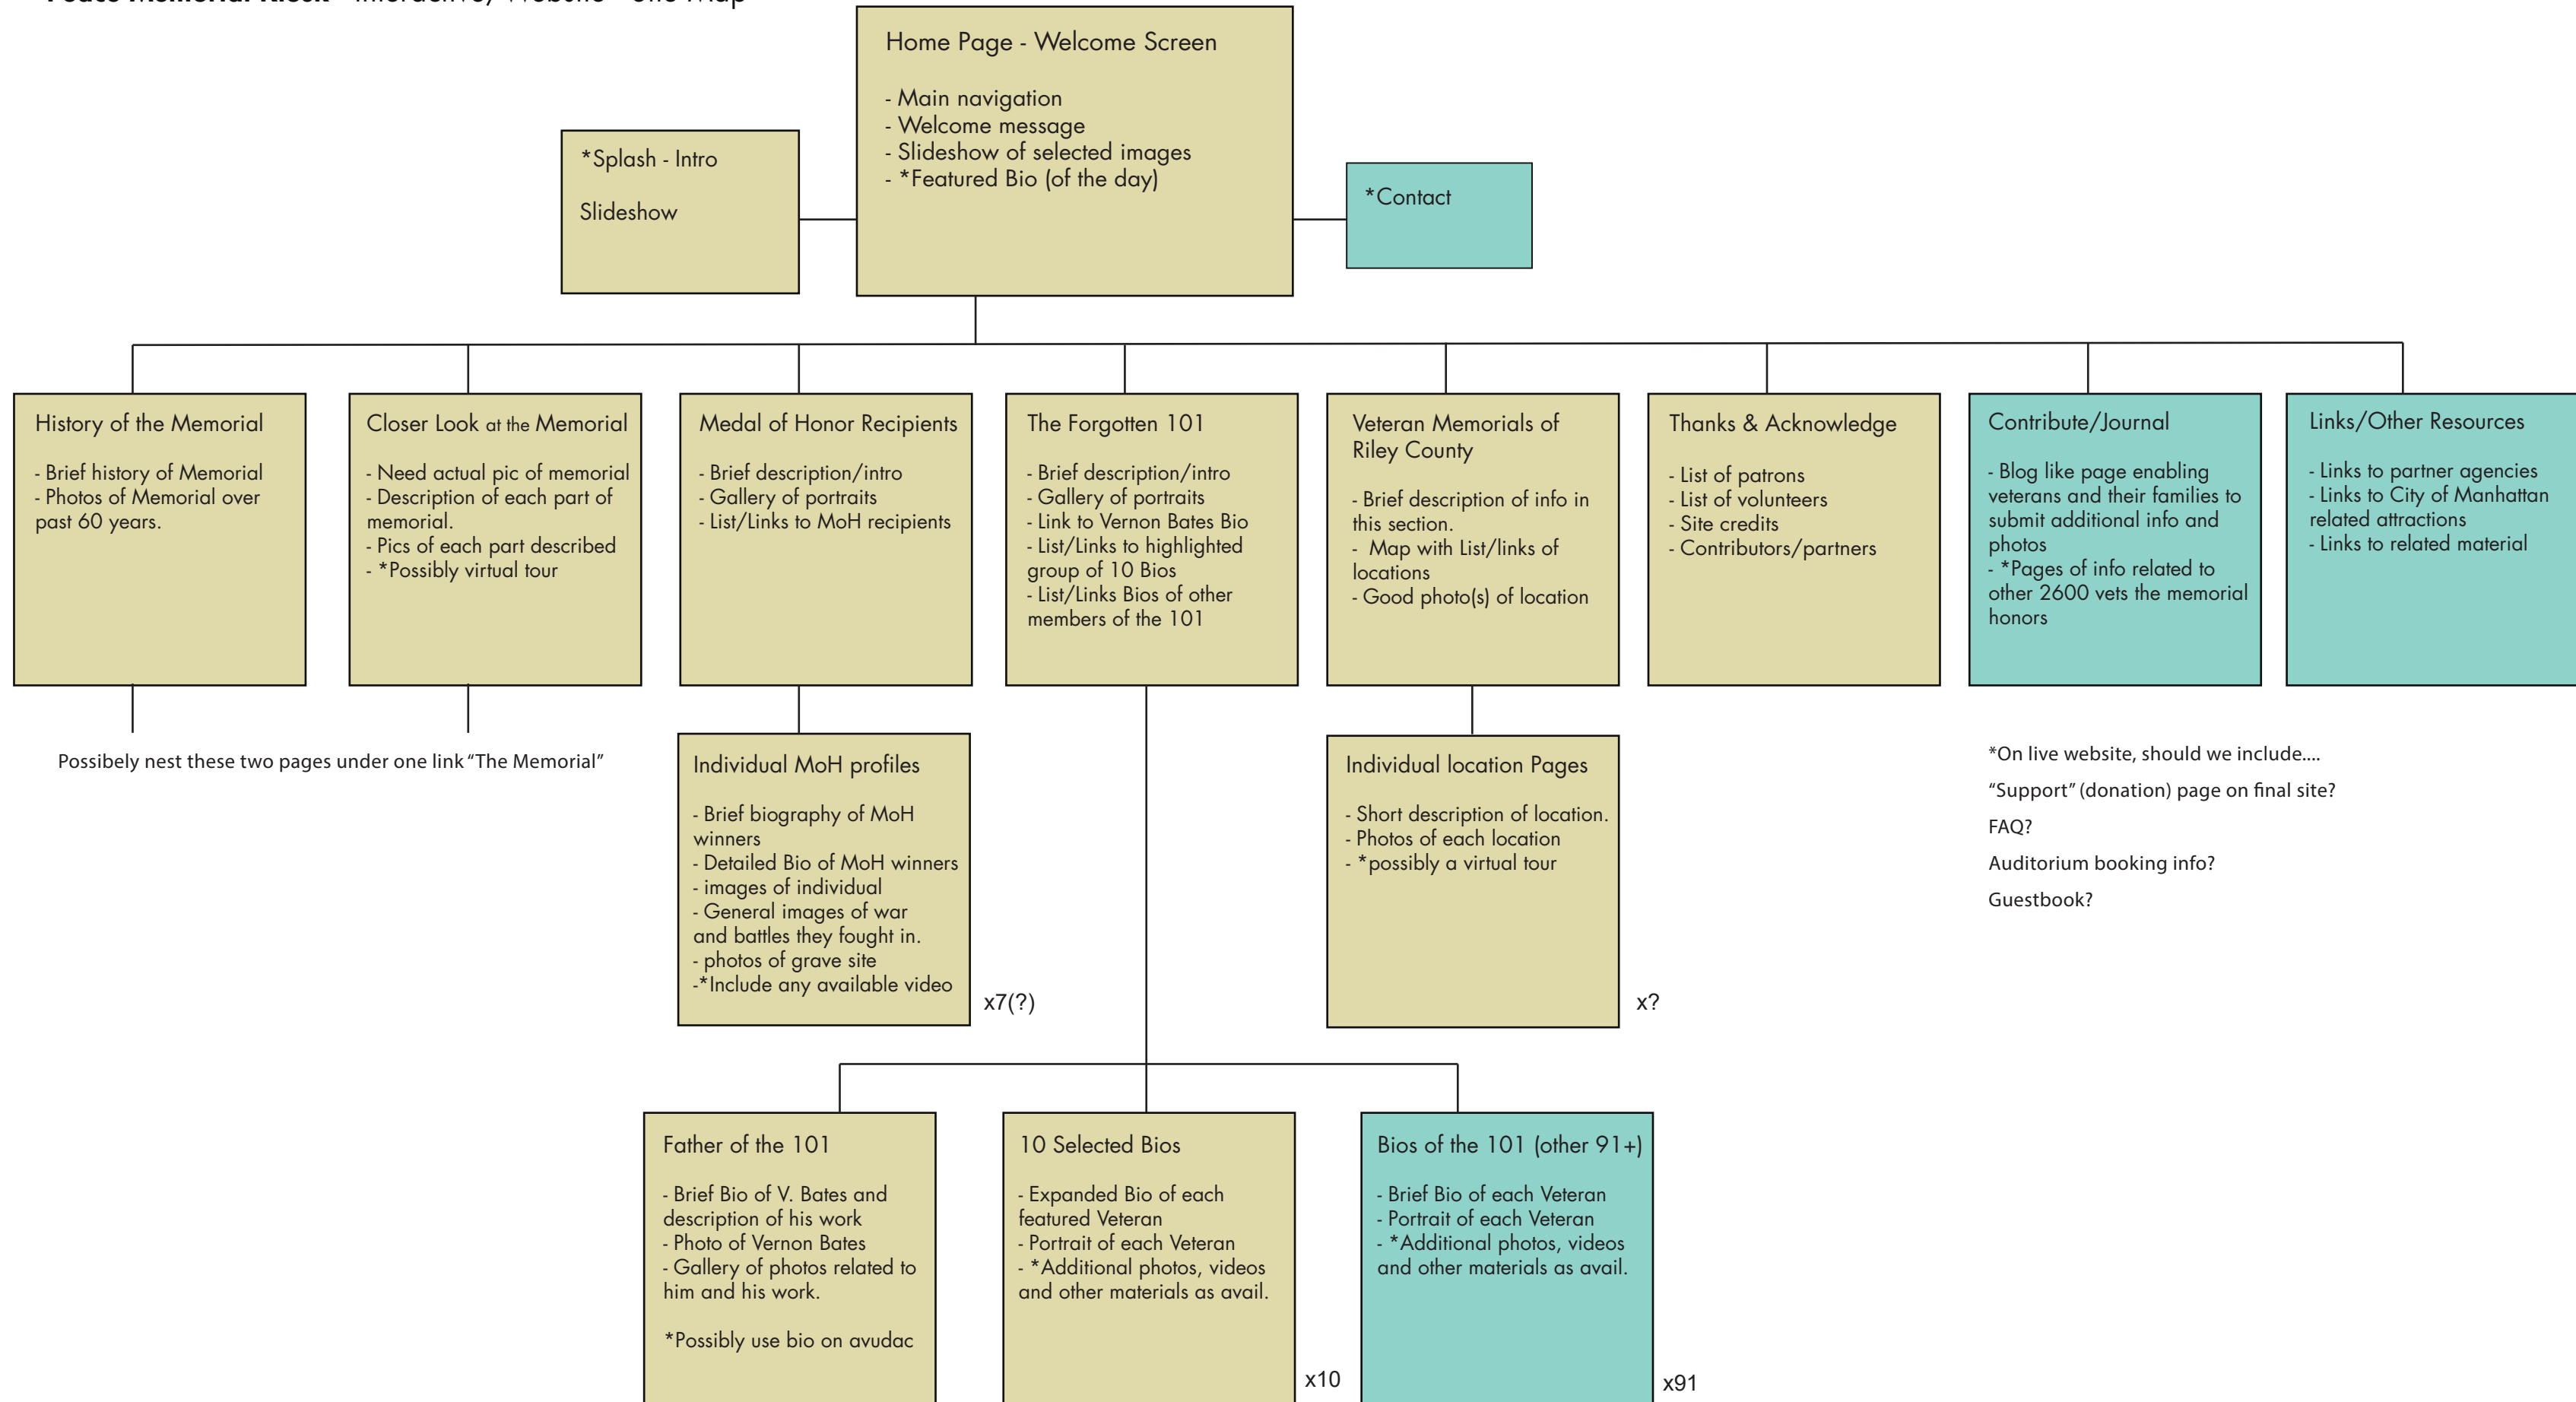 Peace Memorial Kiosk - Interactive/Website - Site Map
Home Page - Welcome Screen
- Main navigation
- Welcome message
- Slideshow of selected images
- *Featured Bio (of the day)
*Splash - Intro
Slideshow
*Contact
History of the Memorial
- Brief history of Memorial
- Photos of Memorial over
past 60 years.
Closer Look at the Memorial
- Need actual pic of memorial
- Description of each part of
memorial.
- Pics of each part described
- *Possibly virtual tour
Medal of Honor Recipients
- Brief description/intro
- Gallery of portraits
- List/Links to MoH recipients
The Forgotten 101
- Brief description/intro
- Gallery of portraits
- Link to Vernon Bates Bio
- List/Links to highlighted
group of 10 Bios
- List/Links Bios of other
members of the 101
Veteran Memorials of
Riley County
- Brief description of info in
this section.
- Map with List/links of
locations
- Good photo(s) of location
Thanks & Acknowledge
- List of patrons
- List of volunteers
- Site credits
- Contributors/partners
Contribute/Journal
- Blog like page enabling
veterans and their families to
submit additional info and
photos
- *Pages of info related to
other 2600 vets the memorial
honors
Links/Other Resources
- Links to partner agencies
- Links to City of Manhattan
related attractions
- Links to related material
Possibely nest these two pages under one link “The Memorial”
Individual MoH profiles
- Brief biography of MoH
winners
- Detailed Bio of MoH winners
- images of individual
- General images of war
and battles they fought in.
- photos of grave site
-*Include any available video
x7(?)
Individual location Pages
- Short description of location.
- Photos of each location
- *possibly a virtual tour
x?
*On live website, should we include....
“Support” (donation) page on final site?
FAQ?
Auditorium booking info?
Guestbook?
Father of the 101
- Brief Bio of V. Bates and
description of his work
- Photo of Vernon Bates
- Gallery of photos related to
him and his work.
*Possibly use bio on avudac
10 Selected Bios
- Expanded Bio of each
featured Veteran
- Portrait of each Veteran
- *Additional photos, videos
and other materials as avail.
x10
Bios of the 101 (other 91+)
- Brief Bio of each Veteran
- Portrait of each Veteran
- *Additional photos, videos
and other materials as avail.
x91